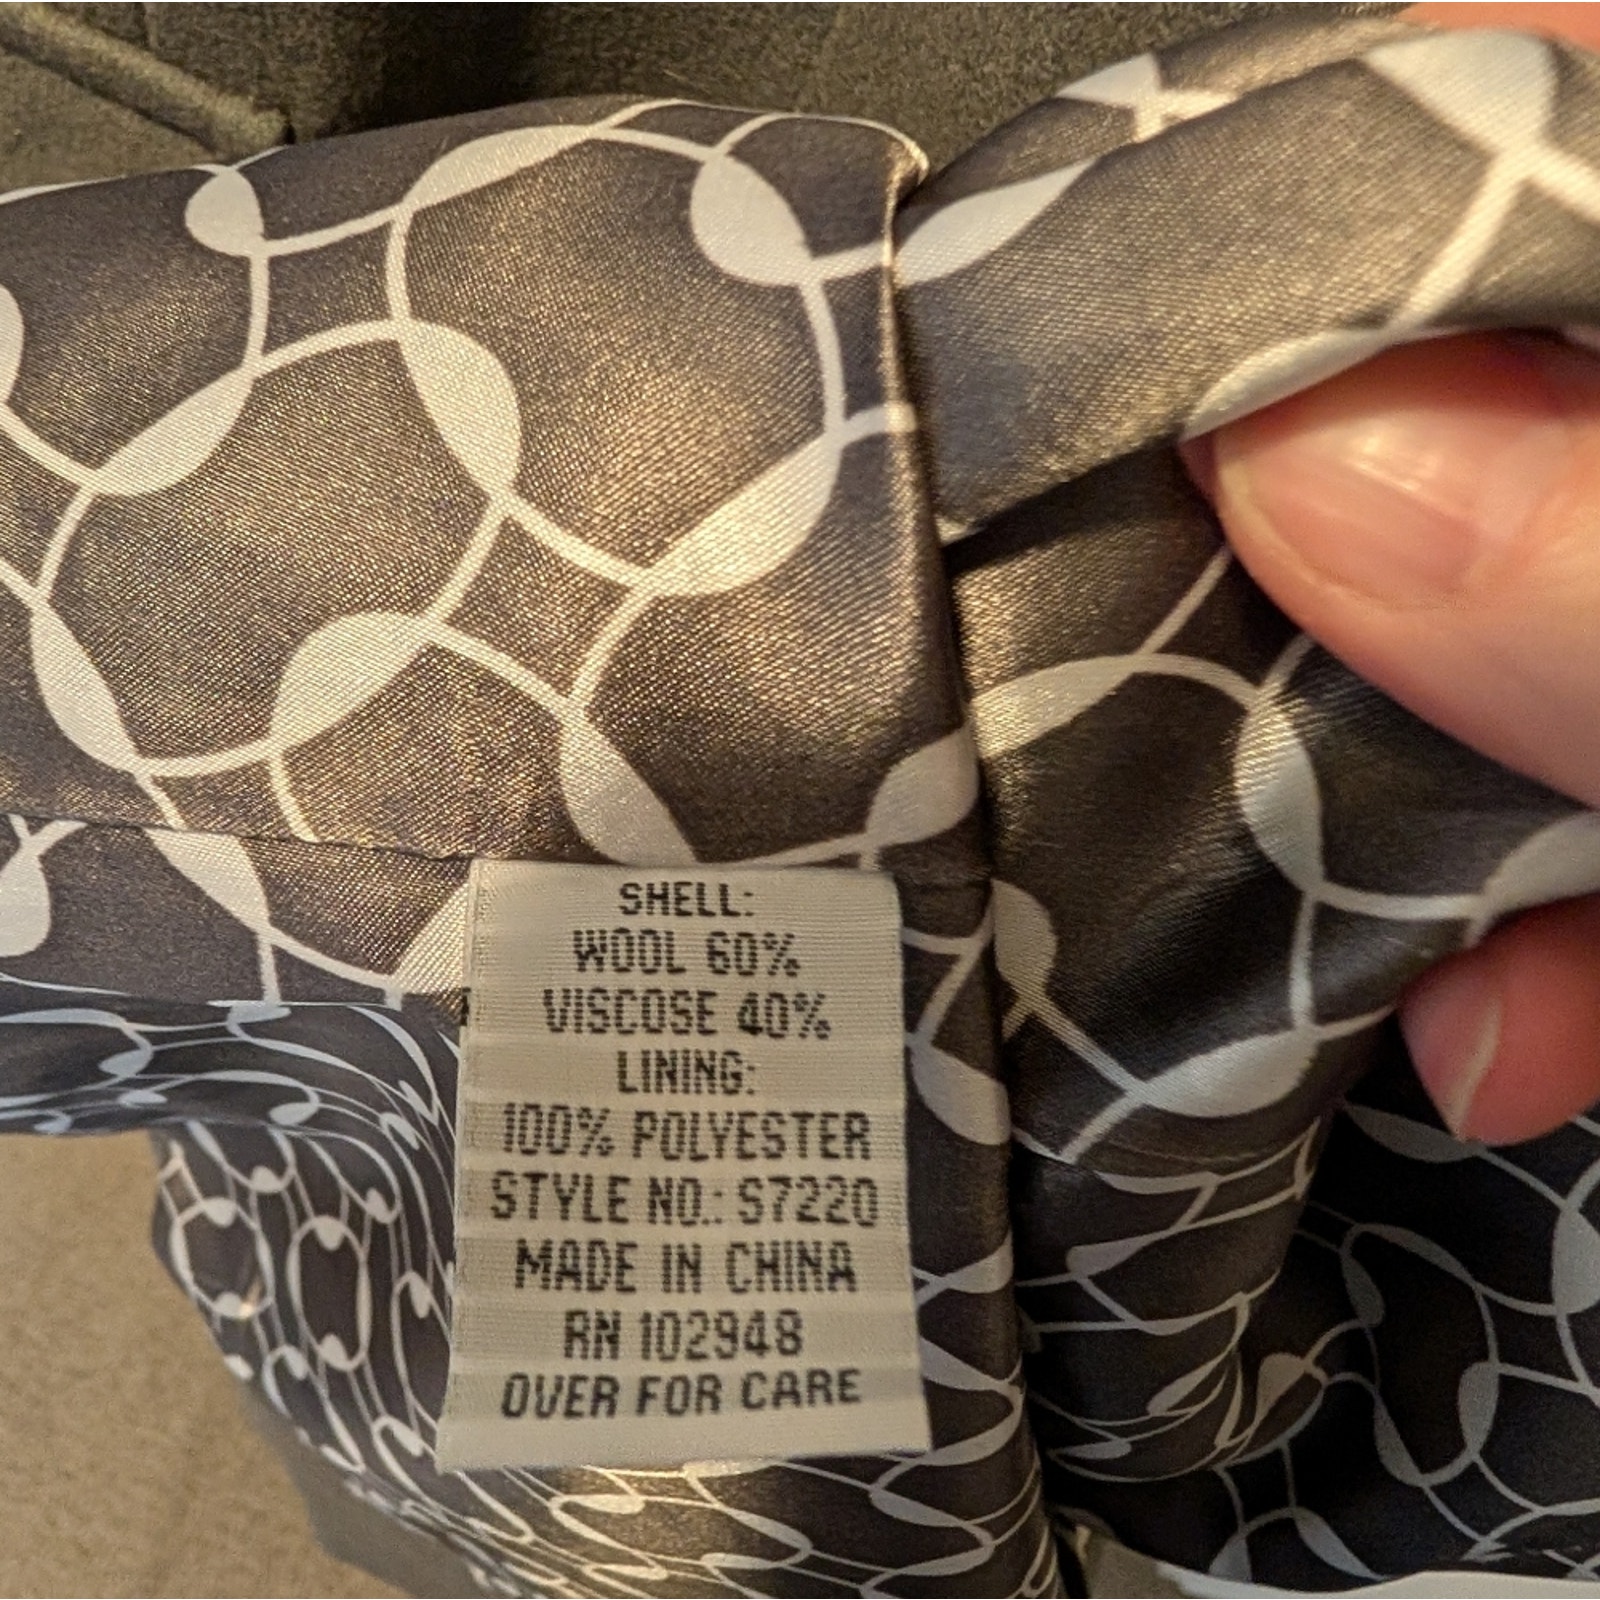 SHELL:
WOOL 60%
VISCOSE 40%
LINING:
100% POLYESTER
STYLE NO.: S7220
MADE IN CHINA
RN 102948
OVER FOR CARE